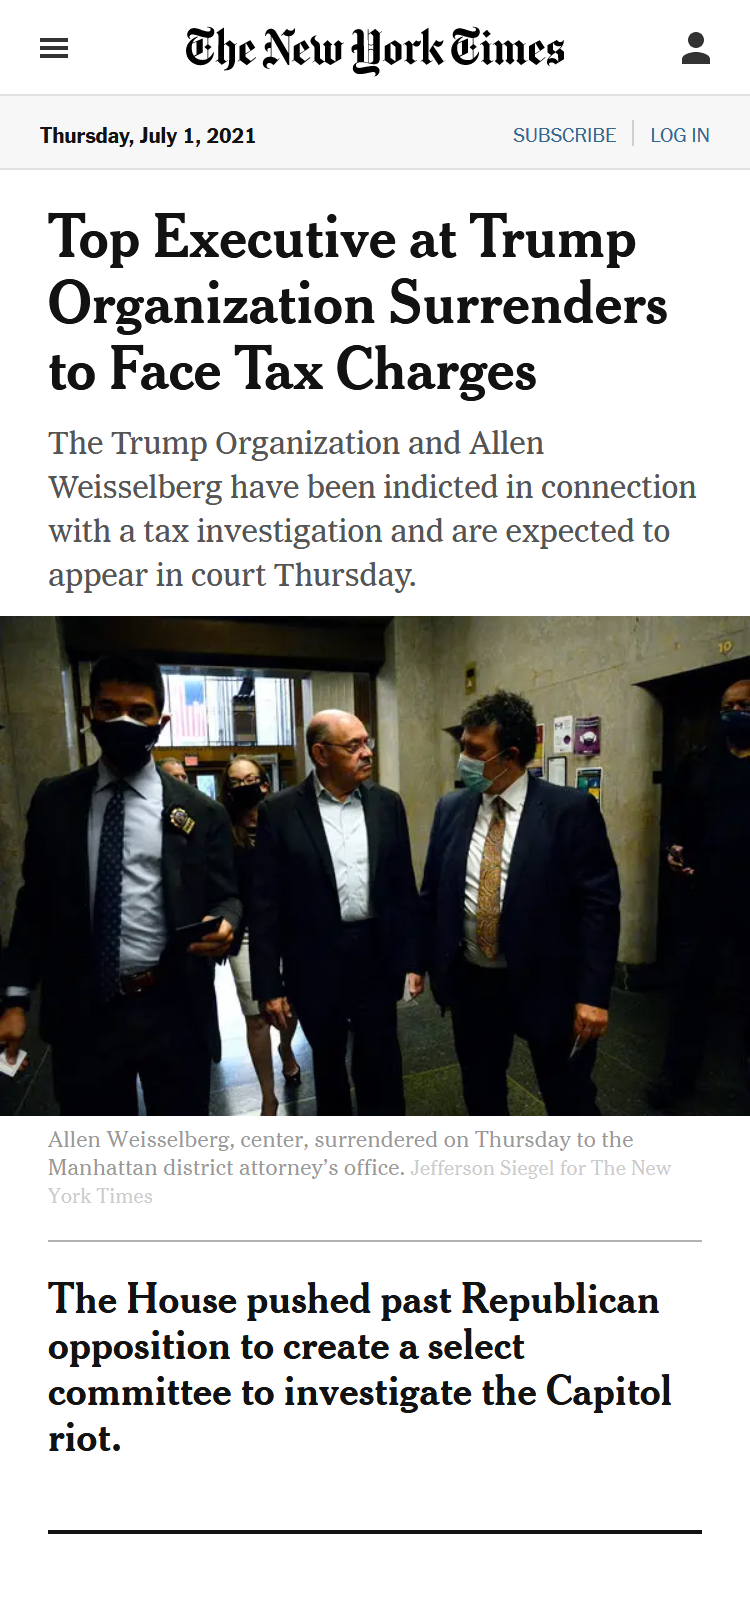 The New York Times
Thursday, July 1, 2021
SUBSCRIBE
LOG IN
Top Executive at Trump
Organization Surrenders
to Face Tax Charges
The Trump Organization and Allen
Weisselberg have been indicted in connection
with a tax investigation and are expected to
appear in court Thursday.
10
Allen Weisselberg, center, surrendered on Thursday to the
Manhattan district attorney’s office. Jefferson Siegel for The New
York Times
The House pushed past Republican
opposition to create a select
committee to investigate the Capitol
riot.